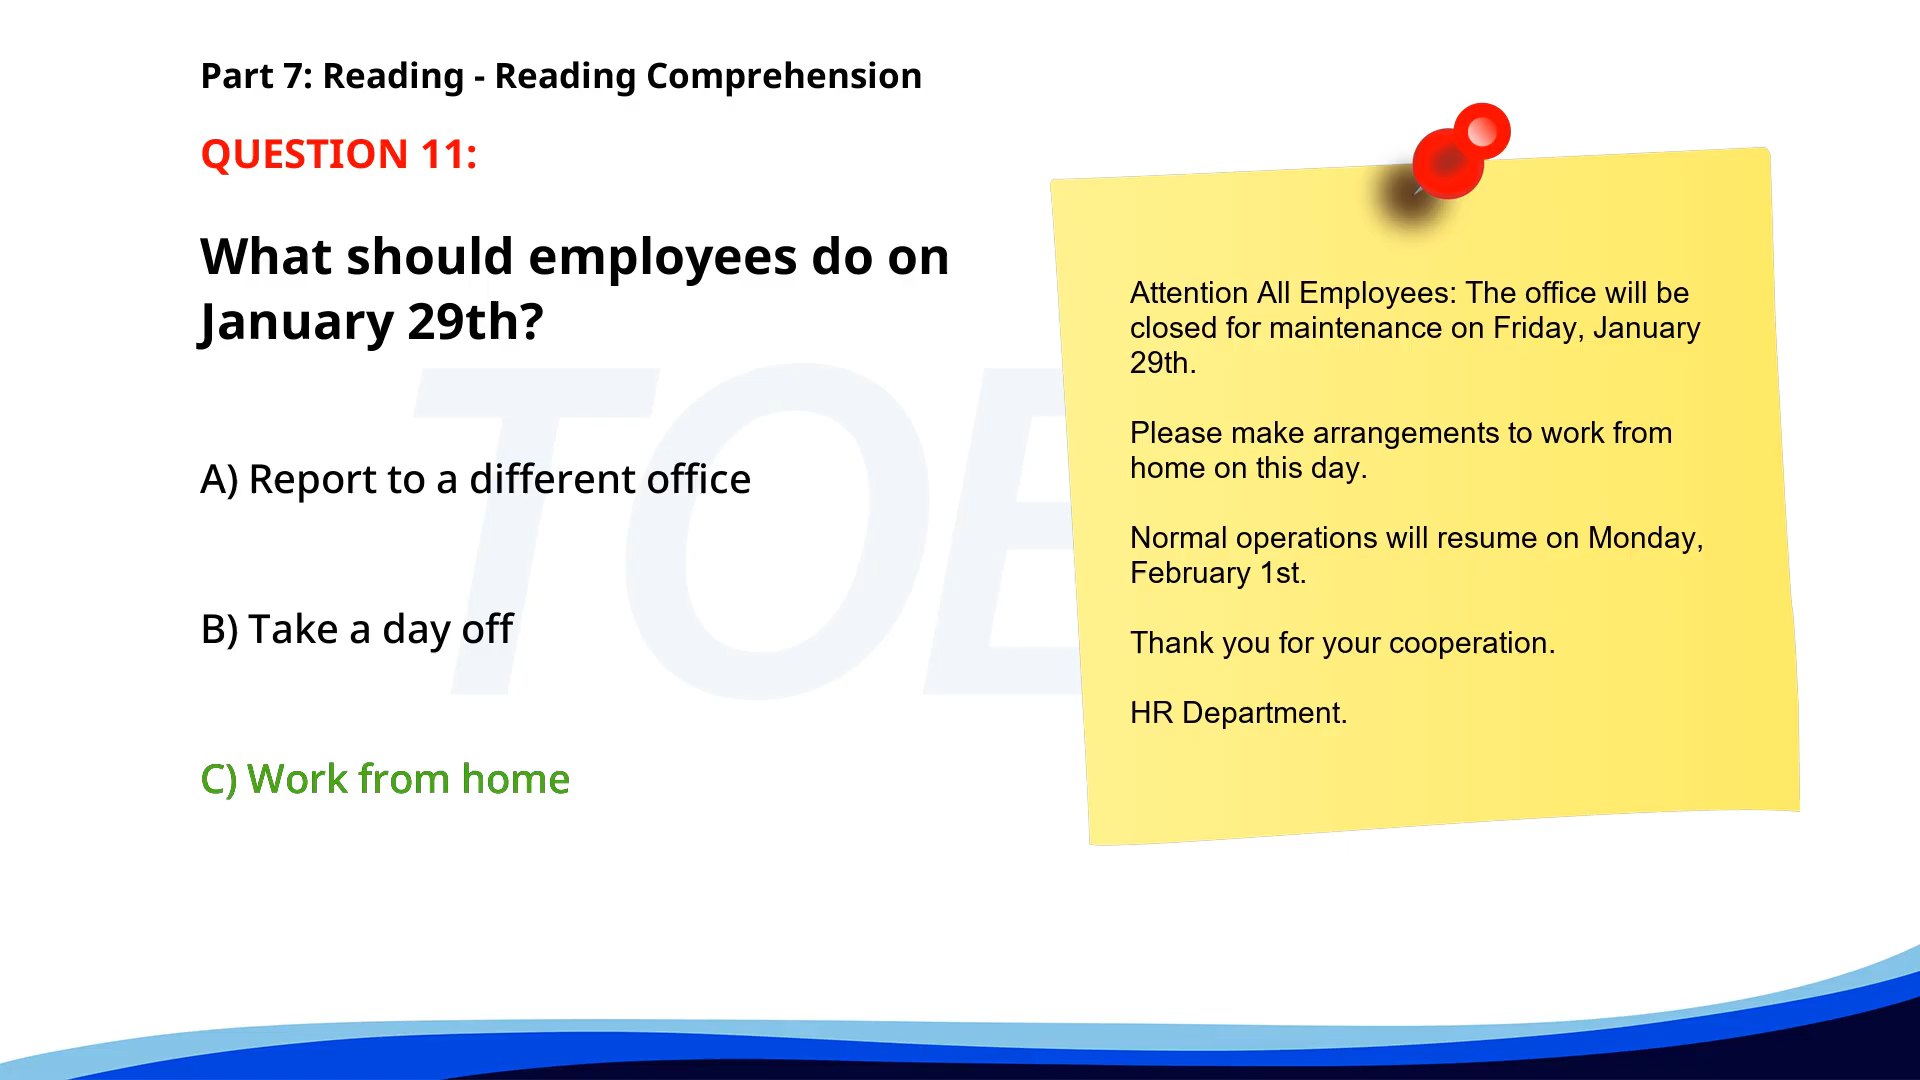 Part 7: Reading - Reading Comprehension
QUESTION 11:
What should employees do on
January 29th?
A) Report to a different office
B) Take a day off
C) Work from home
Attention All Employees: The office will be
closed for maintenance on Friday, January
29th.
Please make arrangements to work from
home on this day.
Normal operations will resume on Monday,
February 1st.
Thank you for your cooperation.
HR Department.